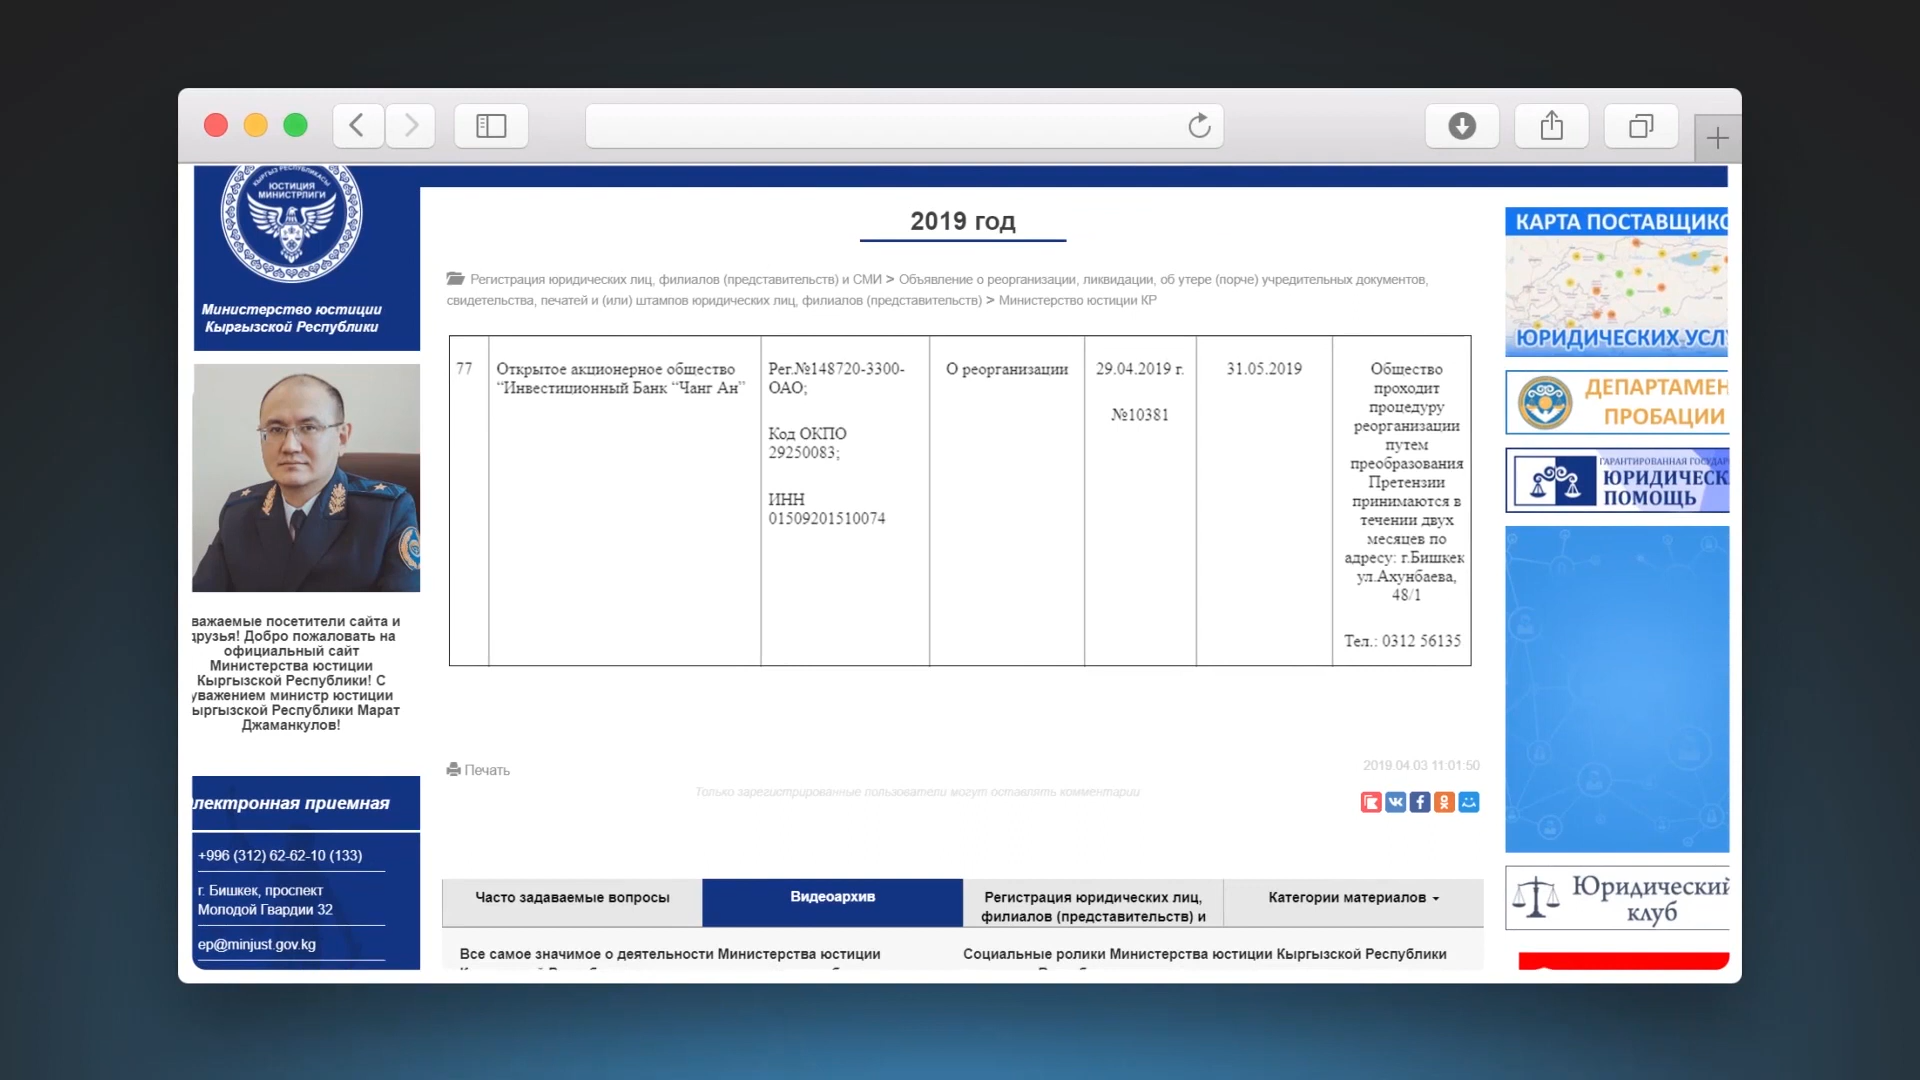 КЫРГЫЗ РЕСПУБЛИКАСЫ
ЮСТИЦИЯ
МИНИСТРЛИГИ
Министерство юстиции
Кыргызской Республики
важаемые посетители сайта и
друзья! Добро пожаловать на
официальный сайт
Министерства юстиции
Кыргызской Республики! С
уважением министр юстиции
ыргызской Республики Марат
Джаманкулов!
лектронная приемная
+996 (312) 62-62-10 (133)
г. Бишкек, проспект
Молодой Гвардии 32
ep@minjust.gov.kg
2019 год
Регистрация юридических лиц, филиалов (представительств) и СМИ > Объявление о реорганизации, ликвидации, об утере (порче) учредительных документов,
свидетельства, печатей и (или) штампов юридических лиц, филиалов (представительств) > Министерство юстиции КР
77
Открытое акционерное общество
“Инвестиционный Банк “Чанг Ан”
Рег.№148720-3300-
ОАО;
Код ОКПО
29250083;
ИНН
01509201510074
О реорганизации
29.04.2019 г.
№10381
31.05.2019
Общество
проходит
процедуру
реорганизации
путем
преобразования
Претензии
принимаются в
течении двух
месяцев по
адресу: г.Бишкек
ул.Ахунбаева,
48/1
Тел.: 0312 56135
Печать
2019.04.03 11:01:50
Только зарегистрированные пользователи могут оставлять комментарии
Часто задаваемые вопросы
Видеоархив
Регистрация юридических лиц,
филиалов (представительств) и
Категории материалов
Все самое значимое о деятельности Министерства юстиции
Социальные ролики Министерства юстиции Кыргызской Республики
КАРТА ПОСТАВЩИКО
ЮРИДИЧЕСКИХ УСЛ
ДЕПАРТАМЕН
ПРОБАЦИИ
ГАРАНТИРОВАННАЯ ГОСУДАР
ЮРИДИЧЕСК
ПОМОЩЬ
Юридический
клуб